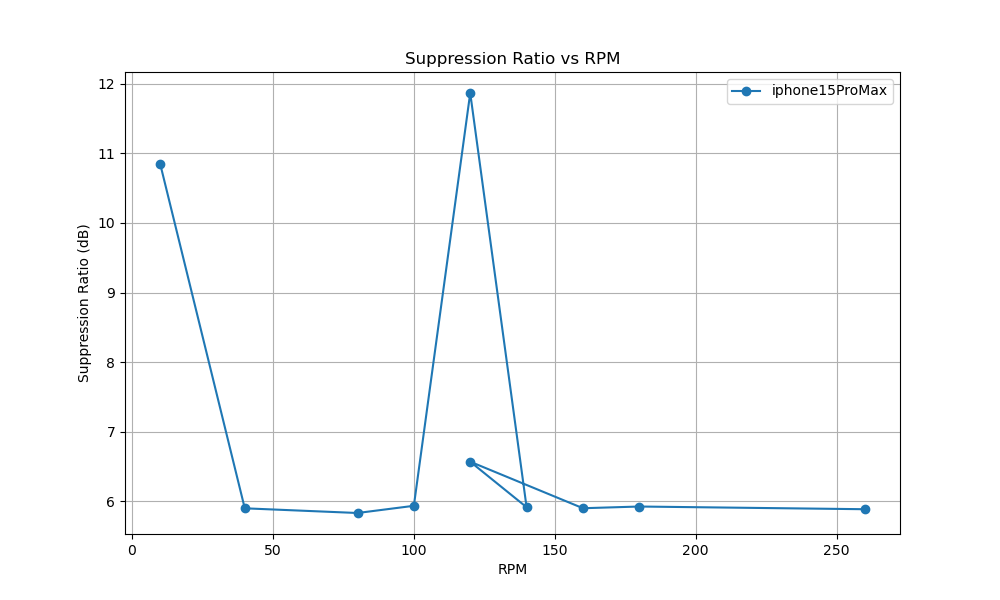 Suppression Ratio vs RPM
iphone15ProMax
12
11
10
9
8
7
6
Suppression Ratio (dB)
0 50 100 150 200 250
RPM